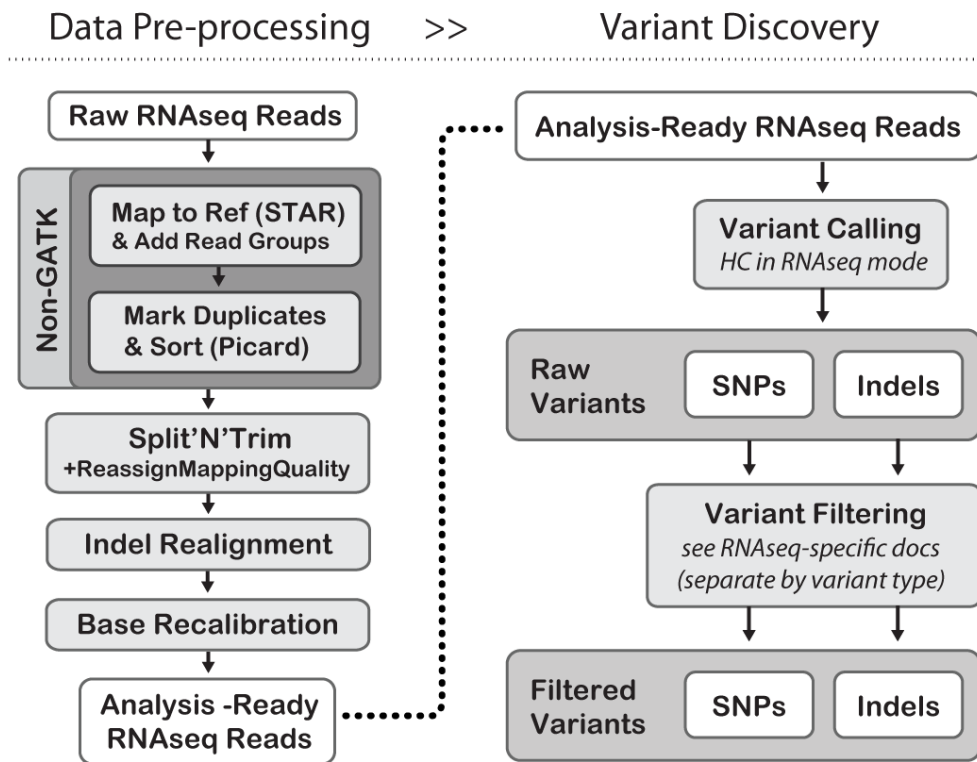 Data Pre-processing >> Variant Discovery
Raw RNAseq Reads
Non-GATK
Map to Ref (STAR)
& Add Read Groups
Mark Duplicates
& Sort (Picard)
Split’N’Trim
+ReassignMappingQuality
Indel Realignment
Base Recalibration
Analysis -Ready
RNAseq Reads
Analysis-Ready RNAseq Reads
Variant Calling
HC in RNAseq mode
Raw
Variants
SNPs
Indels
Variant Filtering
see RNAseq-specific docs
(separate by variant type)
Filtered
Variants
SNPs
Indels